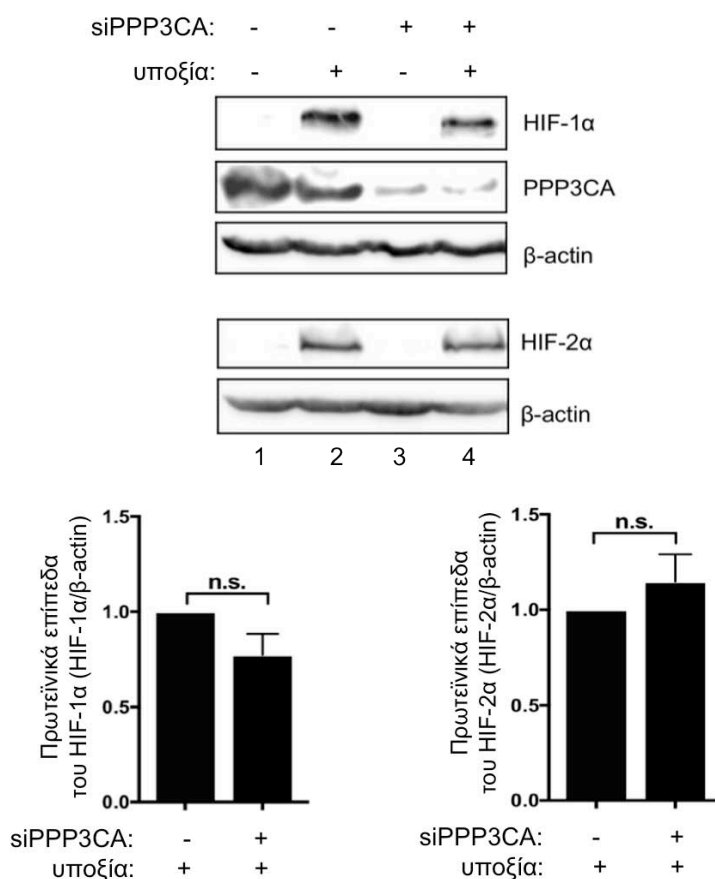 siPPP3CA: - - + +
υποξία: - + - +
HIF-1α
PPP3CA
β-actin
HIF-2α
β-actin
1 2 3 4
Πρωτεϊνικά επίπεδα
του HIF-1α (HIF-1α/β-actin)
1.5
1.0
0.5
0.0
n.s.
siPPP3CA: - +
υποξία: + +
Πρωτεϊνικά επίπεδα
του HIF-2α (HIF-2α/β-actin)
1.5
1.0
0.5
0.0
n.s.
siPPP3CA: - +
υποξία: + +